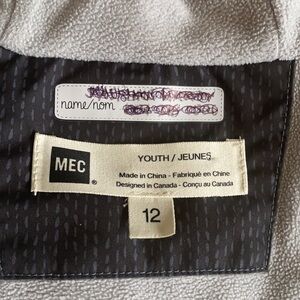 name/nom
MEC
®
YOUTH / JEUNES
Made in China - Fabriqué en Chine
Designed in Canada - Conçu au Canada
12